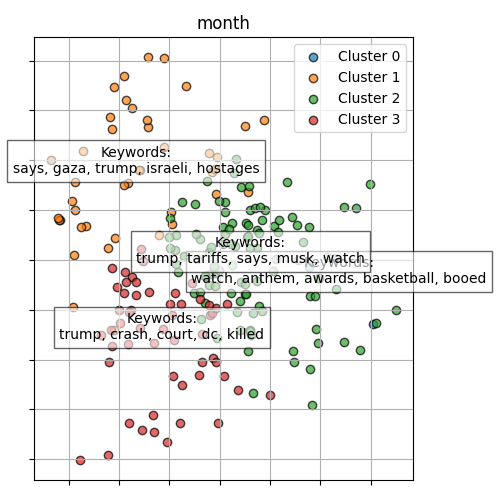 month
Cluster 0
Cluster 1
Cluster 2
Cluster 3
Keywords:
says, gaza, trump, israeli, hostages
Keywords:
trump, tariffs, says, musk, watch
Keywords:
watch, anthem, awards, basketball, booed
Keywords:
trump, crash, court, dc, killed